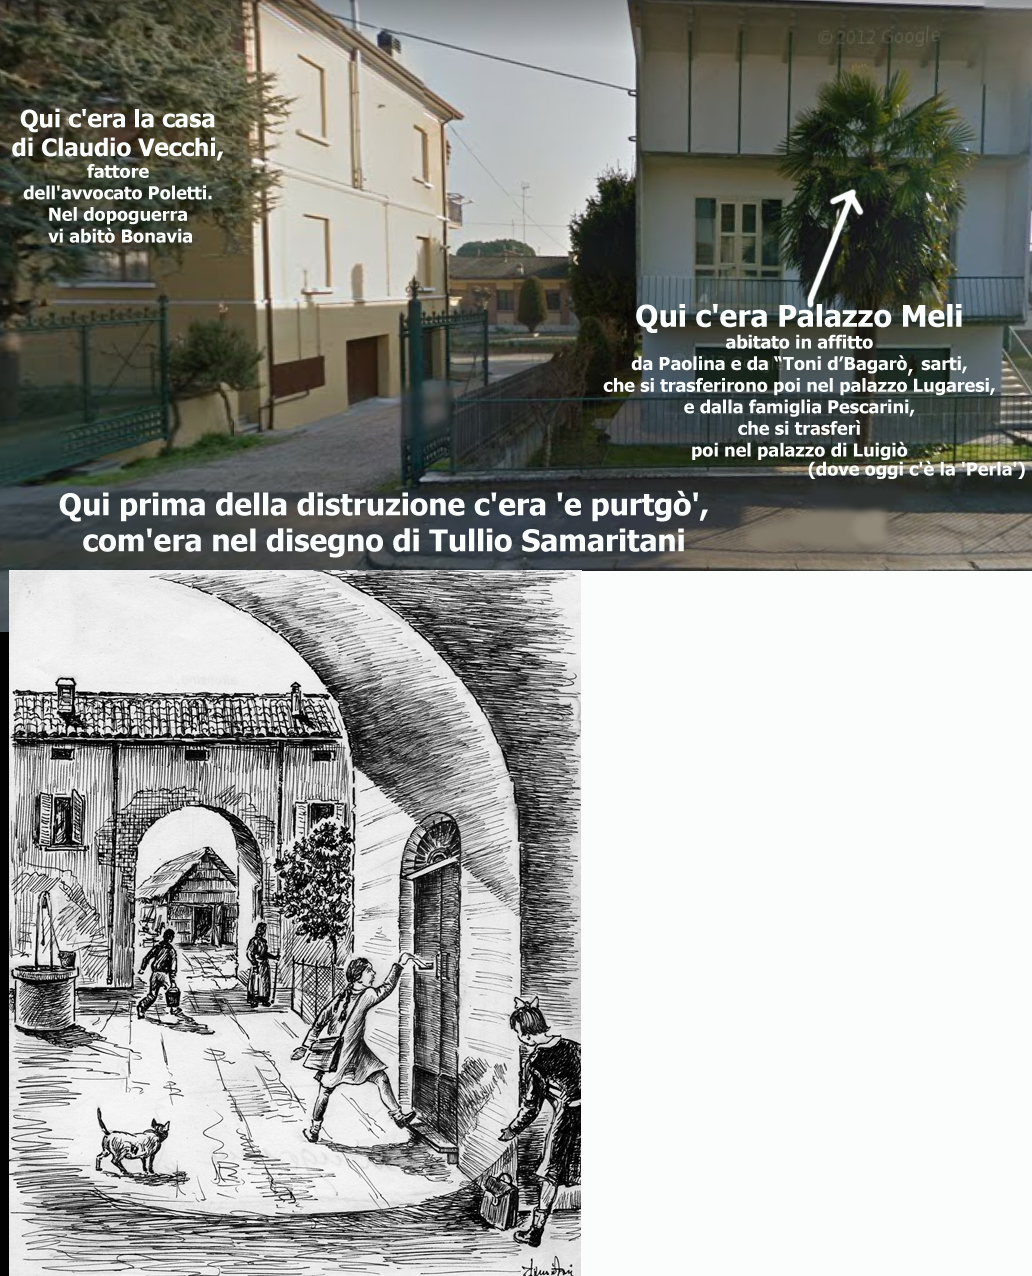 © 2012 Google
Qui c'era la casa
di Claudio Vecchi,
fattore
dell'avvocato Poletti.
Nel dopoguerra
vi abitò Bonavia
Qui c'era Palazzo Meli
abitato in affitto
da Paolina e da “Toni d’Bagarò, sarti,
che si trasferirono poi nel palazzo Lugaresi,
e dalla famiglia Pescarini,
che si trasferì
poi nel palazzo di Luigiò
(dove oggi c'è la 'Perla')
Qui prima della distruzione c'era 'e purtgò',
com'era nel disegno di Tullio Samaritani